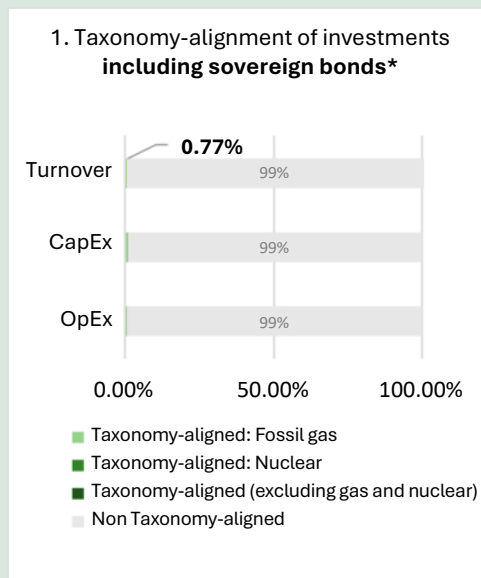 1. Taxonomy-alignment of investments
including sovereign bonds*
0.77%
Turnover 99%
CapEx 99%
OpEx 99%
0.00% 50.00% 100.00%
Taxonomy-aligned: Fossil gas
Taxonomy-aligned: Nuclear
Taxonomy-aligned (excluding gas and nuclear)
Non Taxonomy-aligned